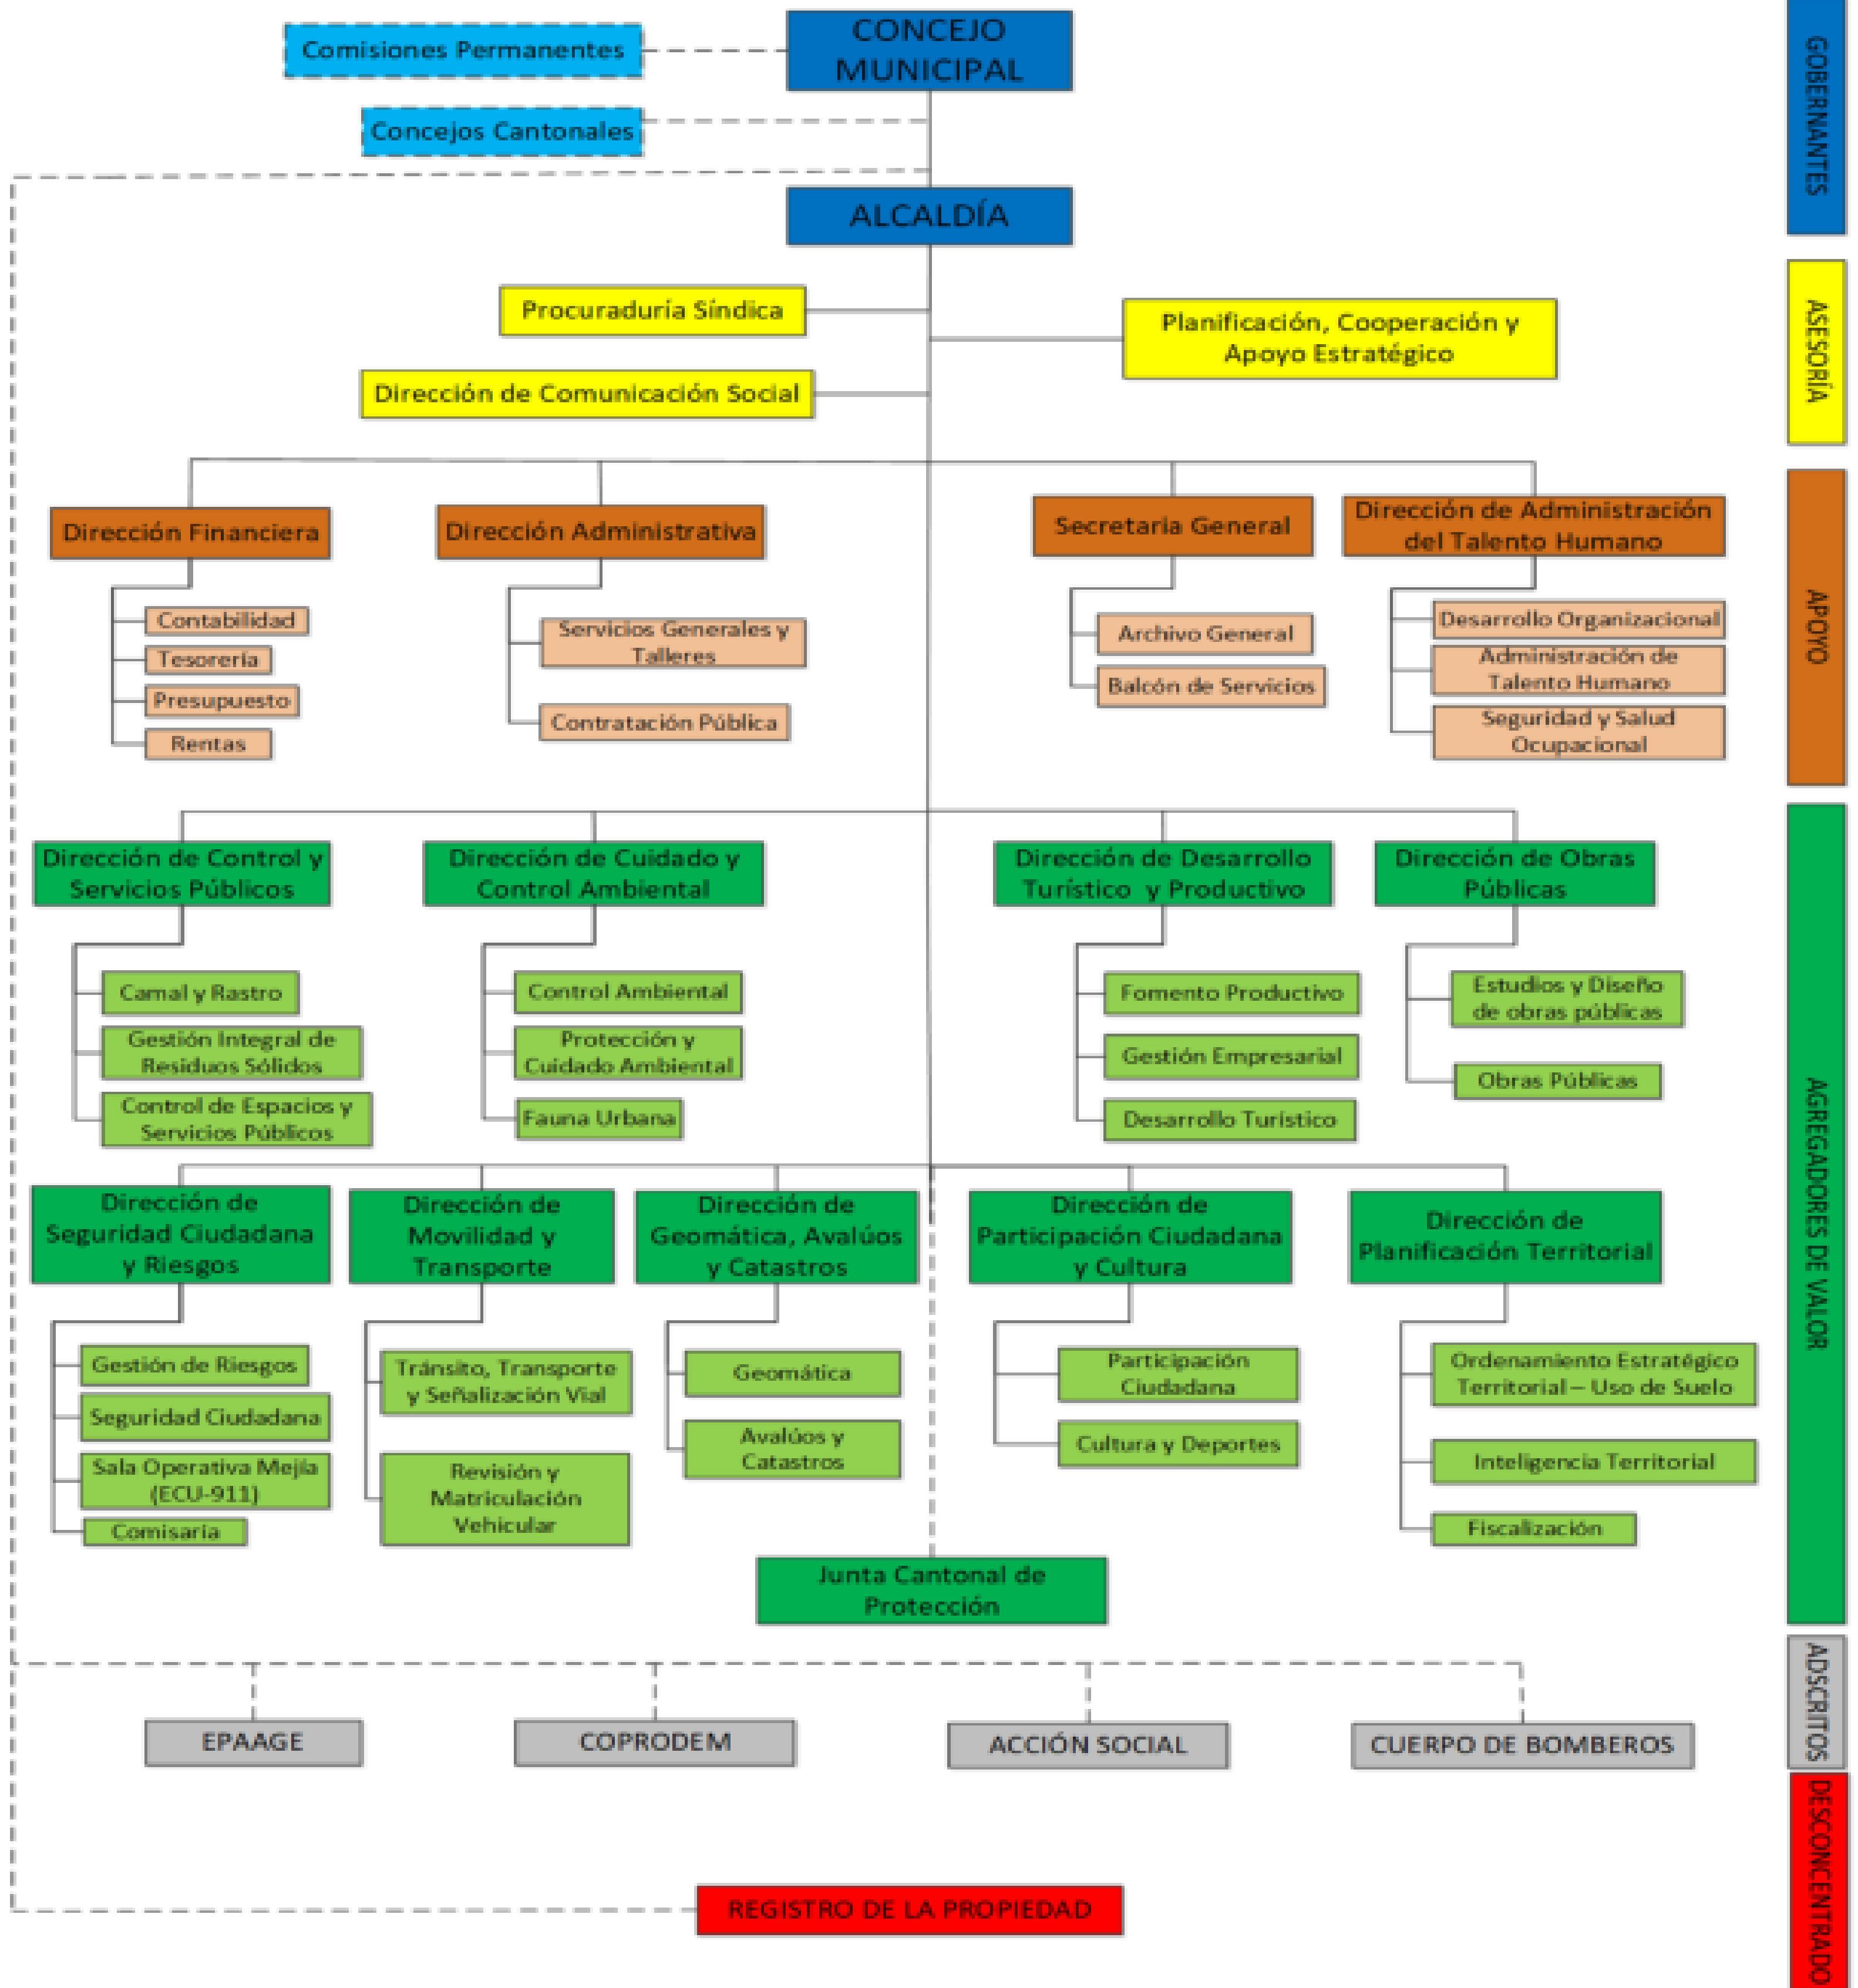 CONCEJO
MUNICIPAL
Comisiones Permanentes
Concejos Cantonales
ALCALDÍA
GOBERNANTES
Procuraduría Síndica
Planificación, Cooperación y
Apoyo Estratégico
Dirección de Comunicación Social
ASESORÍA
Dirección Financiera
Contabilidad
Tesorería
Presupuesto
Rentas
Dirección Administrativa
Servicios Generales y
Talleres
Contratación Pública
Secretaria General
Archivo General
Balcón de Servicios
Dirección de Administración
del Talento Humano
Desarrollo Organizacional
Administración de
Talento Humano
Seguridad y Salud
Ocupacional
APOYO
Dirección de Control y
Servicios Públicos
Camal y Rastro
Gestión Integral de
Residuos Sólidos
Control de Espacios y
Servicios Públicos
Dirección de Cuidado y
Control Ambiental
Control Ambiental
Protección y
Cuidado Ambiental
Fauna Urbana
Dirección de Desarrollo
Turístico y Productivo
Fomento Productivo
Gestión Empresarial
Desarrollo Turístico
Dirección de Obras
Públicas
Estudios y Diseño
de obras públicas
Obras Públicas
Dirección de
Seguridad Ciudadana
y Riesgos
Gestión de Riesgos
Seguridad Ciudadana
Sala Operativa Mejía
(ECU-911)
Comisaría
Dirección de
Movilidad y
Transporte
Tránsito, Transporte
y Señalización Vial
Revisión y
Matriculación
Vehicular
Dirección de
Geomática, Avalúos
y Catastros
Geomática
Avalúos y
Catastros
Dirección de
Participación Ciudadana
y Cultura
Participación
Ciudadana
Cultura y Deportes
Dirección de
Planificación Territorial
Ordenamiento Estratégico
Territorial – Uso de Suelo
Inteligencia Territorial
Fiscalización
Junta Cantonal de
Protección
AGREGADORES DE VALOR
EPAAGE
COPRODEM
ACCIÓN SOCIAL
CUERPO DE BOMBEROS
ADSCRITOS
REGISTRO DE LA PROPIEDAD
DESCONCENTRADO